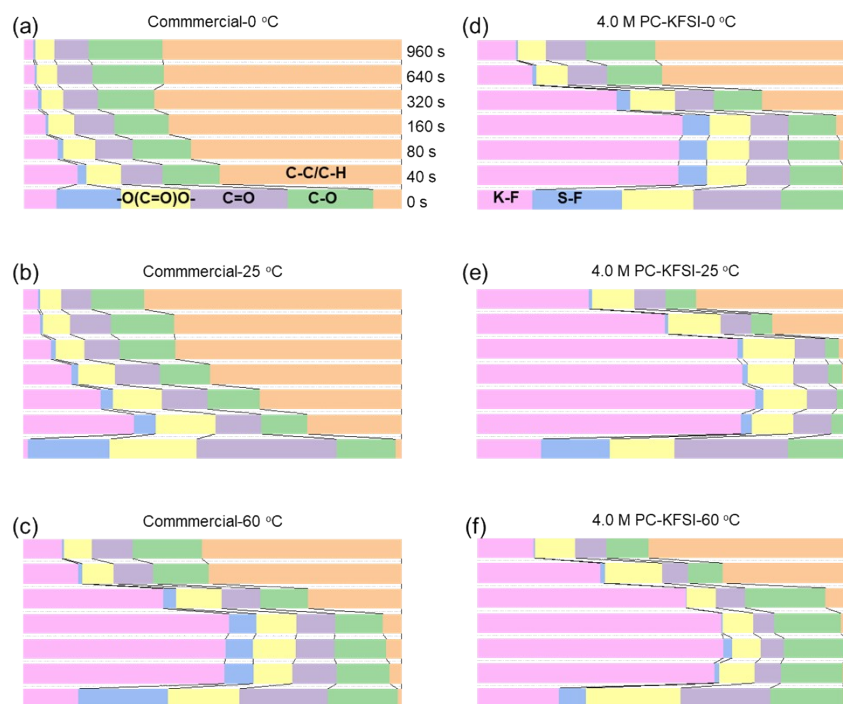 (a)
Commmercial-0 °C
960 s
640 s
320 s
160 s
80 s
40 s
0 s
C-C/C-H
-O(C=O)O-
C=O
C-O
(d)
4.0 M PC-KFSI-0 °C
K-F
S-F
(b)
Commmercial-25 °C
(e)
4.0 M PC-KFSI-25 °C
(c)
Commmercial-60 °C
(f)
4.0 M PC-KFSI-60 °C